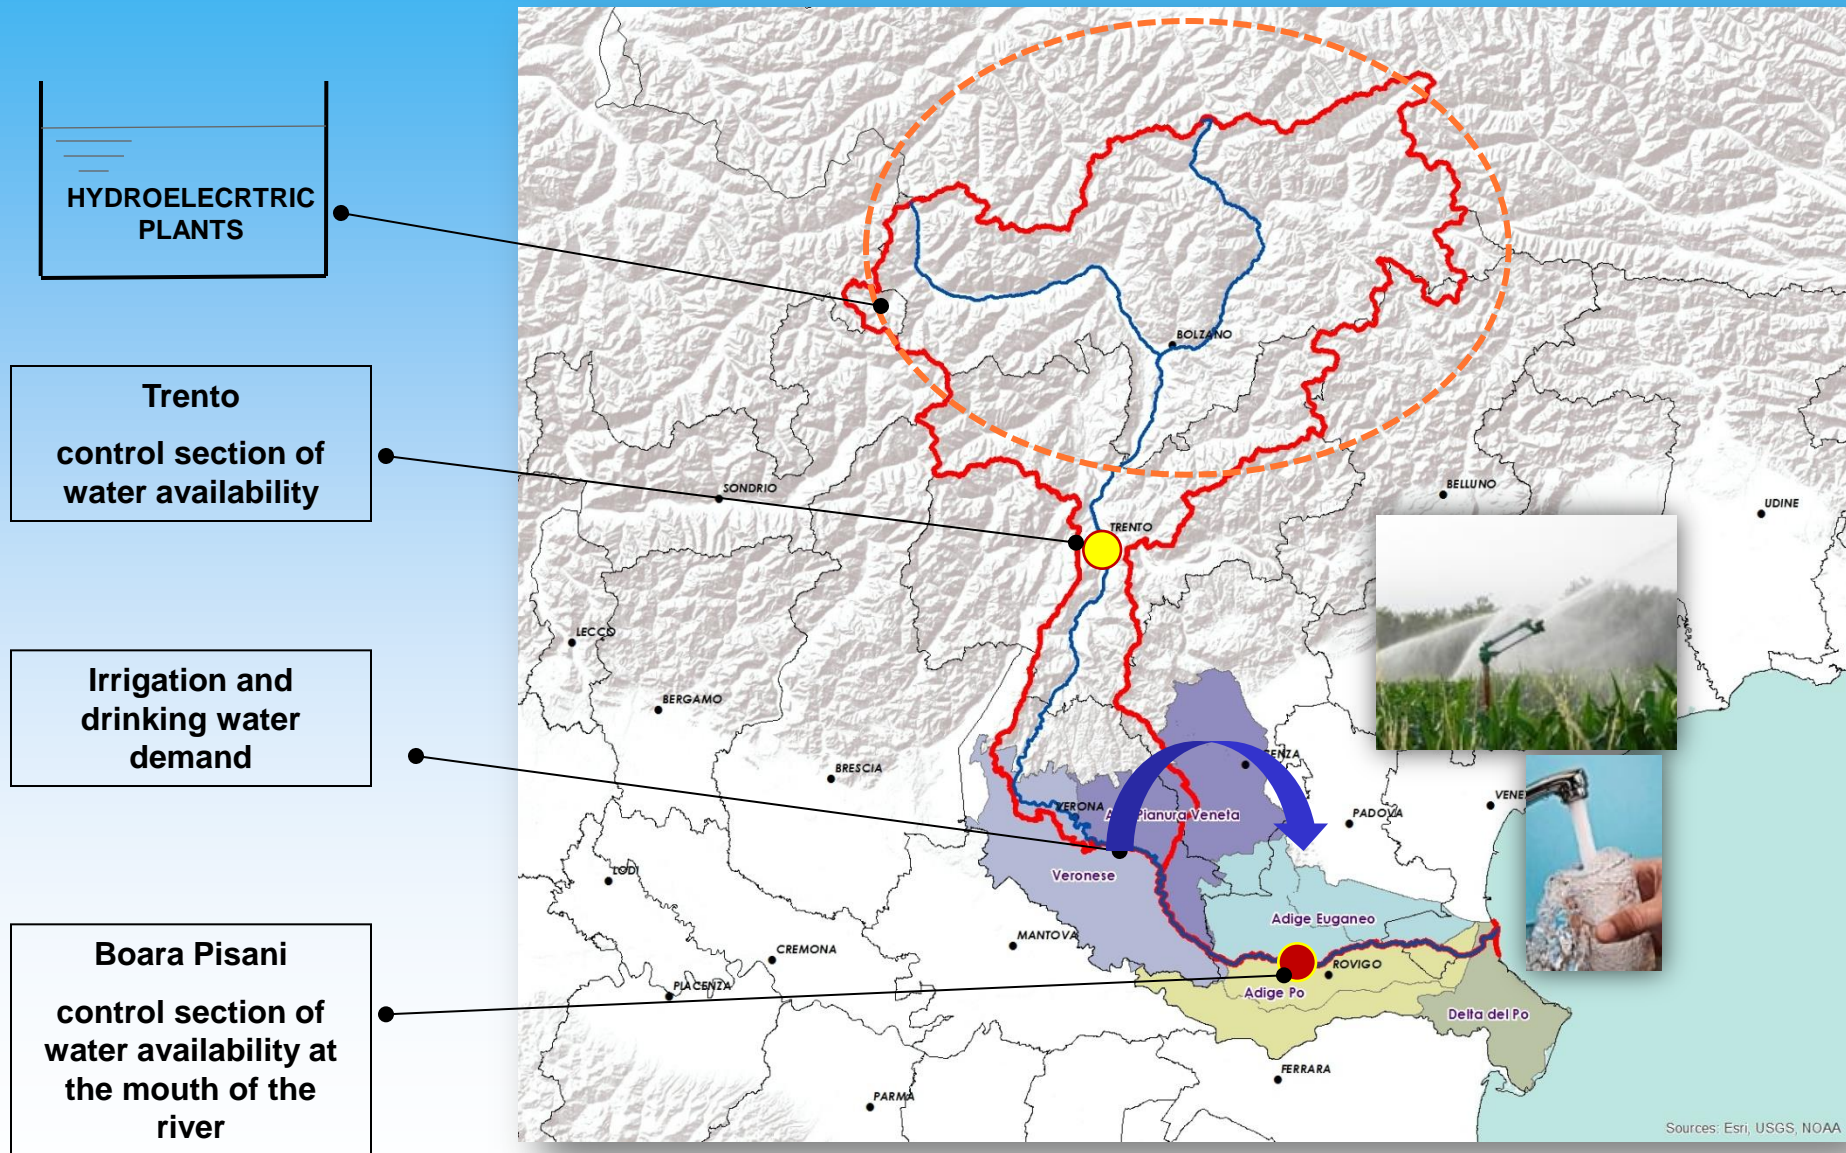 HYDROELECRTRIC
PLANTS
Trento
control section of
water availability
Irrigation and
drinking water
demand
Boara Pisani
control section of
water availability at
the mouth of the
river
BOLZANO
SONDRIO
TRENTO
BELLUNO
UDINE
LECCO
BERGAMO
BRESCIA
CENZA
VERONA
Pianura Veneta
PADOVA
VENE
LODI
Veronese
Adige Euganeo
MANTOVA
CREMONA
ROVIGO
PIACENZA
Adige Po
Delta del Po
FERRARA
PARMA
Sources: Esri, USGS, NOAA